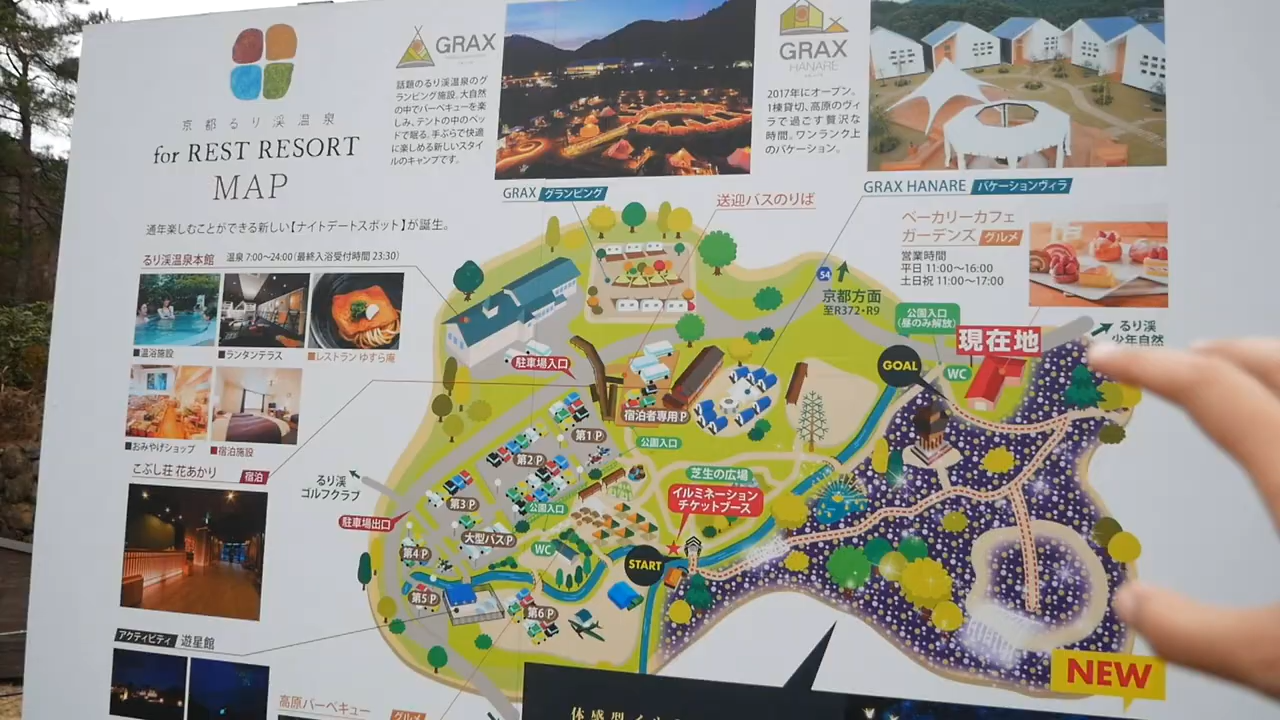 京都るり渓温泉
for REST RESORT
MAP
通年楽しむことができる新しい【ナイトデートスポット】が誕生。
GRAX
話題のるり渓温泉のグ
ランピング施設。大自然
の中でバーベキューを楽
しみ、テントの中のベッ
ドで眠る。手ぶらで快適
に楽しめる新しいスタイ
ルのキャンプです。
GRAX
HANARE
2017年にオープン。
1棟貸切、高原のヴィ
ラで過ごす贅沢な
時間。ワンランク上
のバケーション。
GRAX グランピング
送迎バスのりば
GRAX HANARE バケーションヴィラ
ベーカリーカフェ
ガーデンズ グルメ
営業時間
平日 11:00〜16:00
土日祝 11:00〜17:00
るり渓温泉本館 温泉 7:00〜24:00(最終入浴受付時間 23:30)
■温浴施設
■ランタンテラス
■レストラン ゆすら庵
■おみやげショップ
■宿泊施設
こぶし荘 花あかり 宿泊
アクティビティ 遊星館
高原バーベキュー グルメ
54
京都方面
至R372・R9
公園入口
(昼のみ解放)
現在地
るり渓
少年自然
GOAL
WC
駐車場入口
宿泊者専用P
第1P
公園入口
第2P
芝生の広場
イルミネーション
チケットブース
るり渓
ゴルフクラブ
第3P
公園入口
駐車場出口
大型バスP
第4P
WC
START
第5P
第6P
NEW